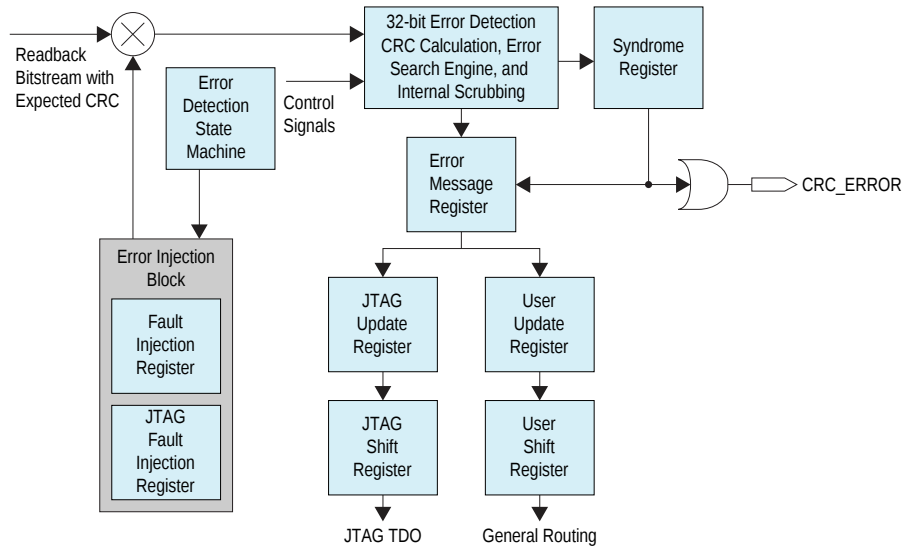 Readback
Bitstream with
Expected CRC
Error
Detection
State
Machine
Control
Signals
32-bit Error Detection
CRC Calculation, Error
Search Engine, and
Internal Scrubbing
Syndrome
Register
Error
Message
Register
CRC_ERROR
Error Injection
Block
Fault
Injection
Register
JTAG
Fault
Injection
Register
JTAG
Update
Register
User
Update
Register
JTAG
Shift
Register
User
Shift
Register
JTAG TDO
General Routing